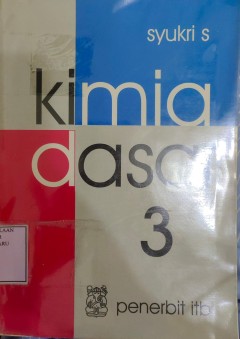 syukri s
kimia
dasar
3
penerbit itb